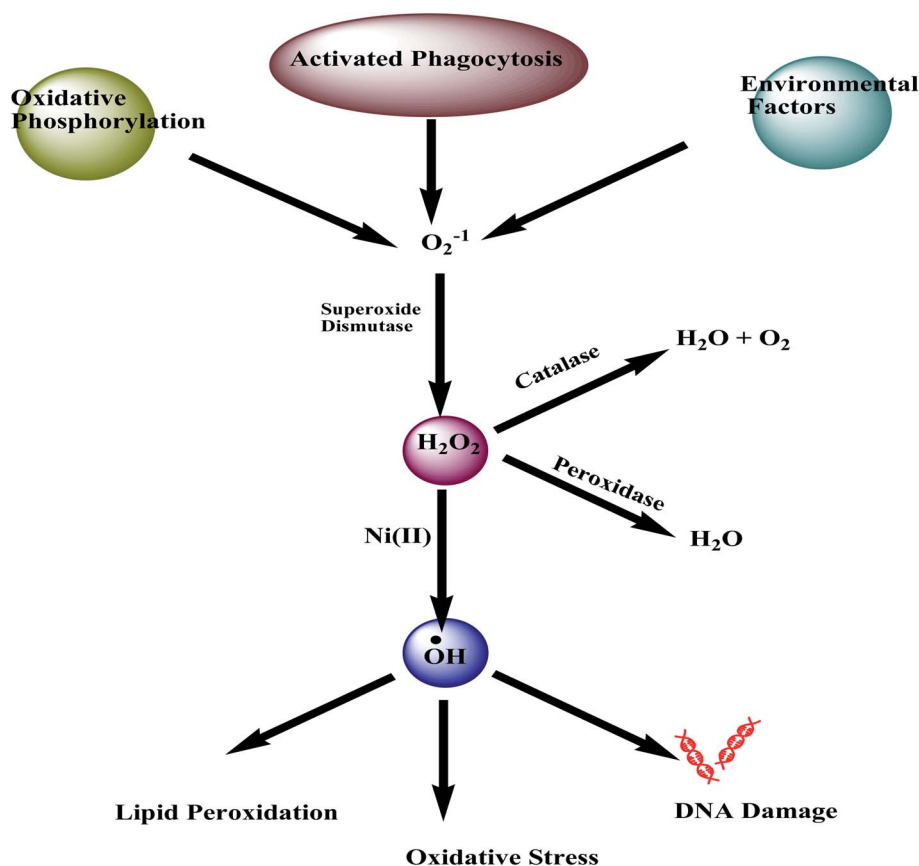 Activated Phagocytosis
Oxidative
Phosphorylation
Environmental
Factors
O₂⁻¹
Superoxide
Dismutase
Catalase
H₂O + O₂
H₂O₂
Peroxidase
H₂O
Ni(II)
•OH
Lipid Peroxidation
DNA Damage
Oxidative Stress